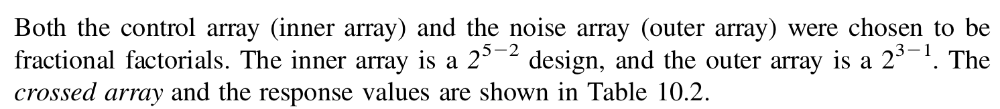 Both the control array (inner array) and the noise array (outer array) were chosen to be
fractional factorials. The inner array is a 2^{5−2} design, and the outer array is a 2^{3−1}. The
crossed array and the response values are shown in Table 10.2.